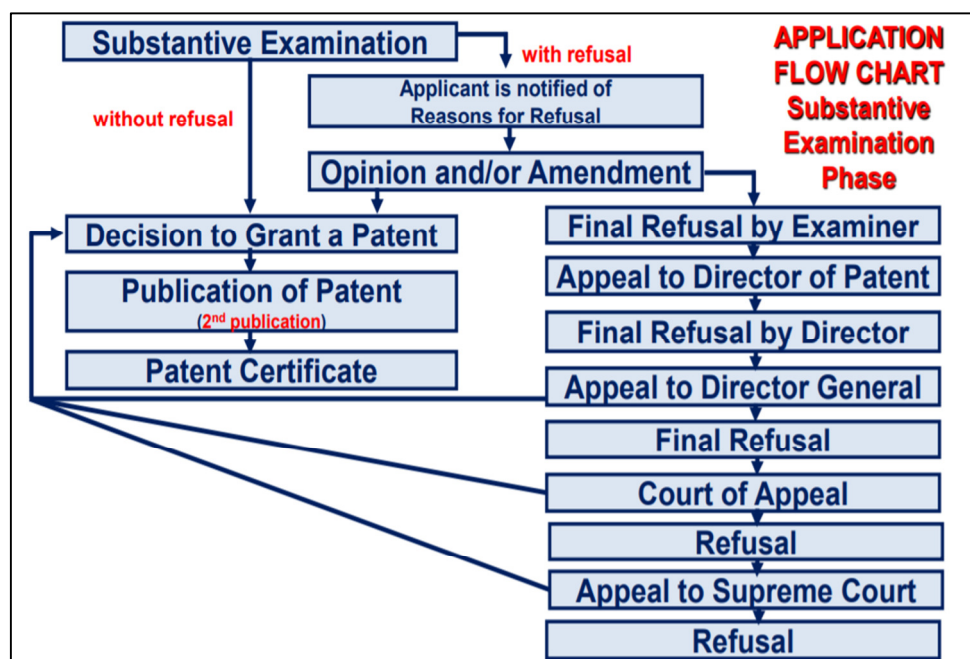 Substantive Examination
with refusal
APPLICATION
FLOW CHART
Substantive
Examination
Phase
Applicant is notified of
Reasons for Refusal
without refusal
Opinion and/or Amendment
Decision to Grant a Patent
Final Refusal by Examiner
Publication of Patent
(2nd publication)
Appeal to Director of Patent
Final Refusal by Director
Patent Certificate
Appeal to Director General
Final Refusal
Court of Appeal
Refusal
Appeal to Supreme Court
Refusal